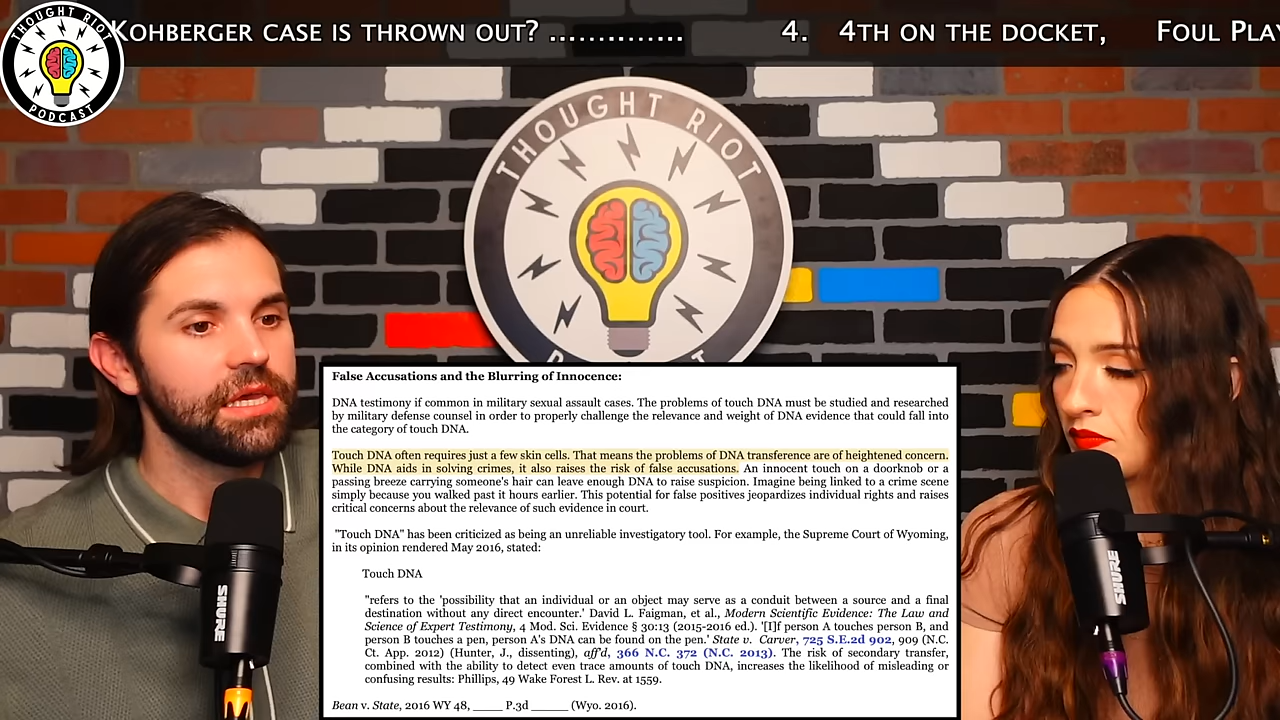 KOHBERGER CASE IS THROWN OUT? ..............
4. 4TH ON THE DOCKET, FOUL PLAY
THOUGHT RIOT
PODCAST
THOUGHT RIOT
False Accusations and the Blurring of Innocence:
DNA testimony if common in military sexual assault cases. The problems of touch DNA must be studied and researched
by military defense counsel in order to properly challenge the relevance and weight of DNA evidence that could fall into
the category of touch DNA.
Touch DNA often requires just a few skin cells. That means the problems of DNA transference are of heightened concern.
While DNA aids in solving crimes, it also raises the risk of false accusations. An innocent touch on a doorknob or a
passing breeze carrying someone's hair can leave enough DNA to raise suspicion. Imagine being linked to a crime scene
simply because you walked past it hours earlier. This potential for false positives jeopardizes individual rights and raises
critical concerns about the relevance of such evidence in court.
"Touch DNA" has been criticized as being an unreliable investigatory tool. For example, the Supreme Court of Wyoming,
in its opinion rendered May 2016, stated:
Touch DNA
"refers to the 'possibility that an individual or an object may serve as a conduit between a source and a final
destination without any direct encounter.' David L. Faigman, et al., Modern Scientific Evidence: The Law and
Science of Expert Testimony, 4 Mod. Sci. Evidence § 30:13 (2015-2016 ed.). '[I]f person A touches person B, and
person B touches a pen, person A's DNA can be found on the pen.' State v. Carver, 725 S.E.2d 902, 909 (N.C.
Ct. App. 2012) (Hunter, J., dissenting), aff'd, 366 N.C. 372 (N.C. 2013). The risk of secondary transfer,
combined with the ability to detect even trace amounts of touch DNA, increases the likelihood of misleading or
confusing results: Phillips, 49 Wake Forest L. Rev. at 1559.
Bean v. State, 2016 WY 48, ____ P.3d _____ (Wyo. 2016).
SHURE
SHURE